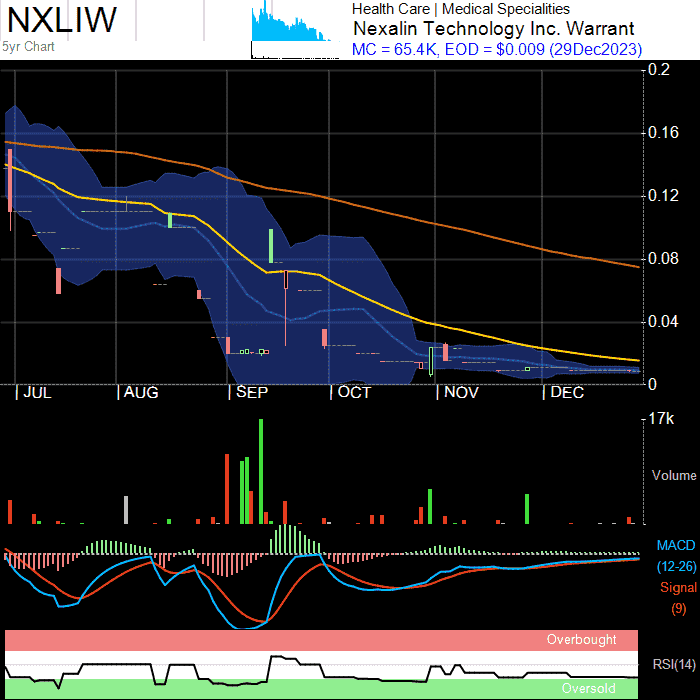 NXLIW
5yr Chart
Health Care | Medical Specialities
Nexalin Technology Inc. Warrant
MC = 65.4K, EOD = $0.009 (29Dec2023)
0.2
0.16
0.12
0.08
0.04
0
JUL AUG SEP OCT NOV DEC
17k
Volume
MACD
(12-26)
Signal
(9)
Overbought
RSI(14)
Oversold